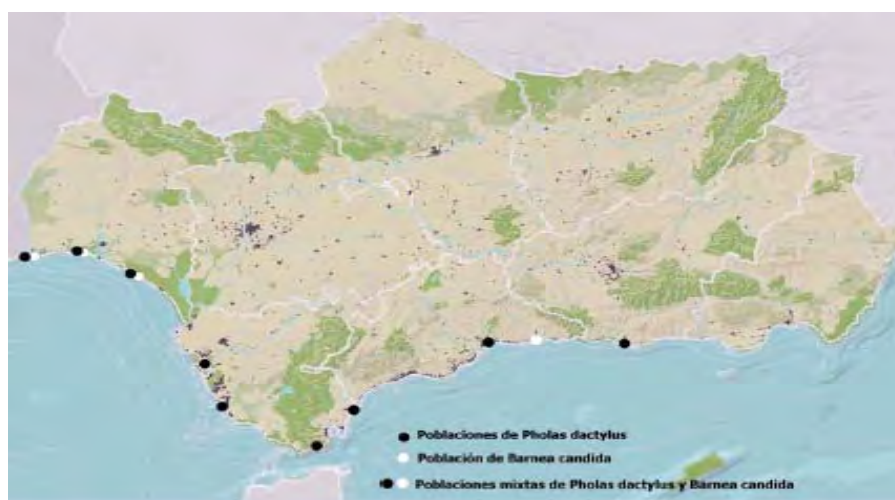 Poblaciones de Pholas dactylus
Población de Barnea candida
Poblaciones mixtas de Pholas dactylus y Barnea candida